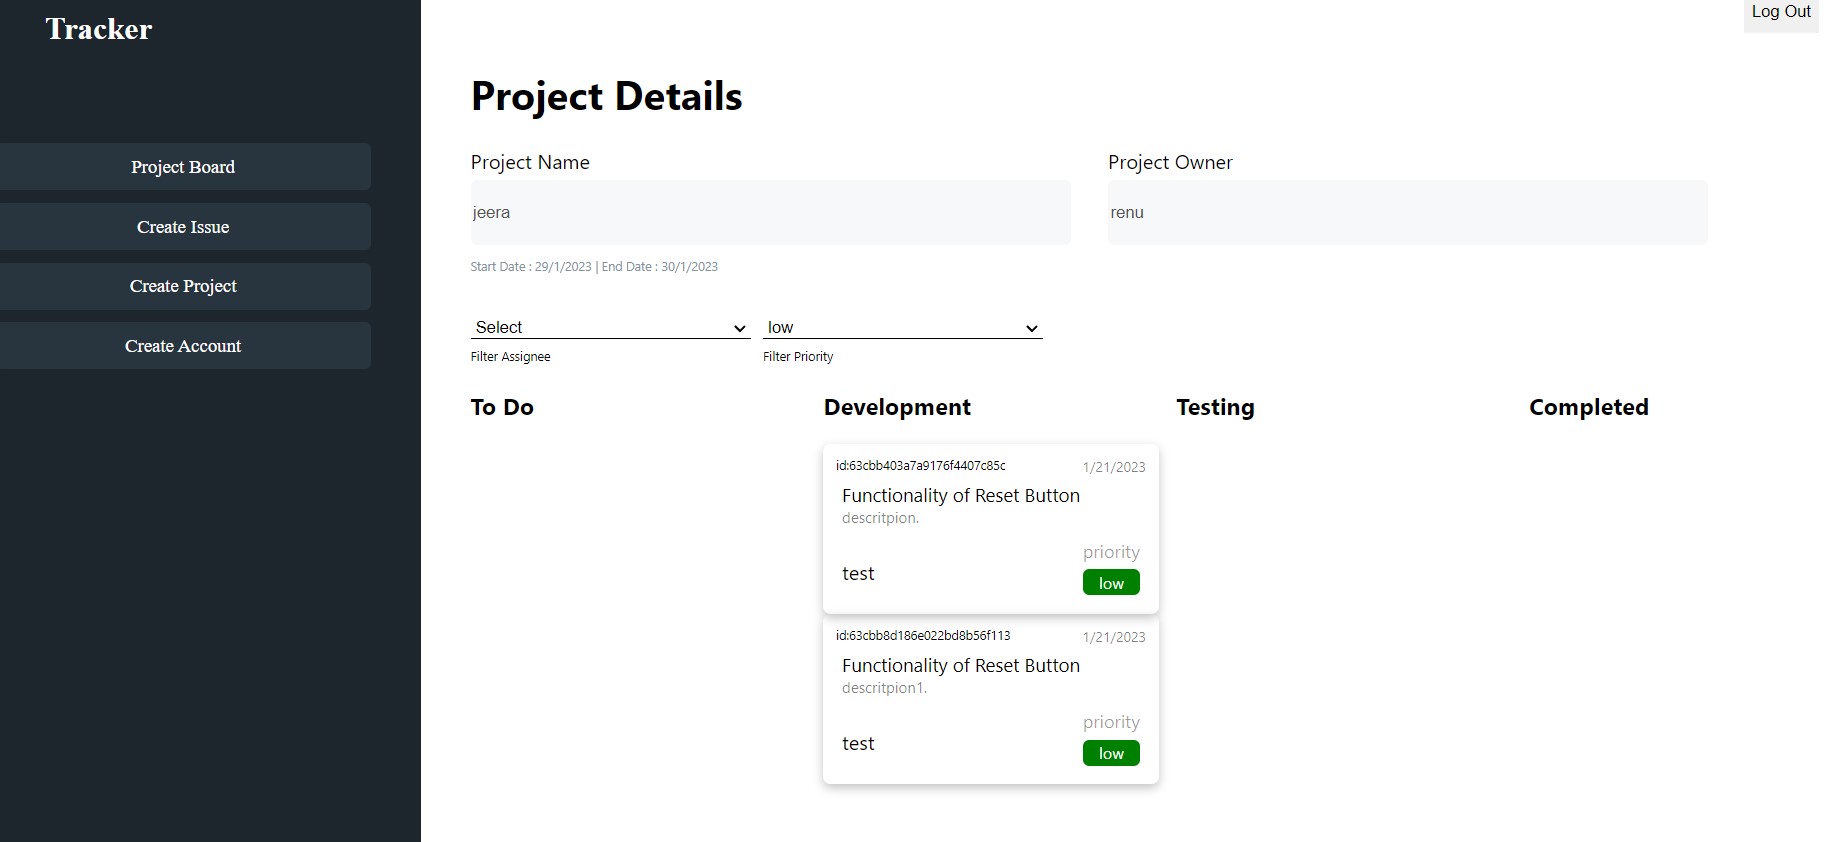 Tracker
Log Out
Project Board
Create Issue
Create Project
Create Account
Project Details
Project Name
Project Owner
jeera
renu
Start Date : 29/1/2023 | End Date : 30/1/2023
Select
low
Filter Assignee
Filter Priority
To Do
Development
Testing
Completed
id:63cbb403a7a9176f4407c85c
1/21/2023
Functionality of Reset Button
descritpion.
priority
test
low
id:63cbb8d186e022bd8b56f113
1/21/2023
Functionality of Reset Button
descritpion1.
priority
test
low